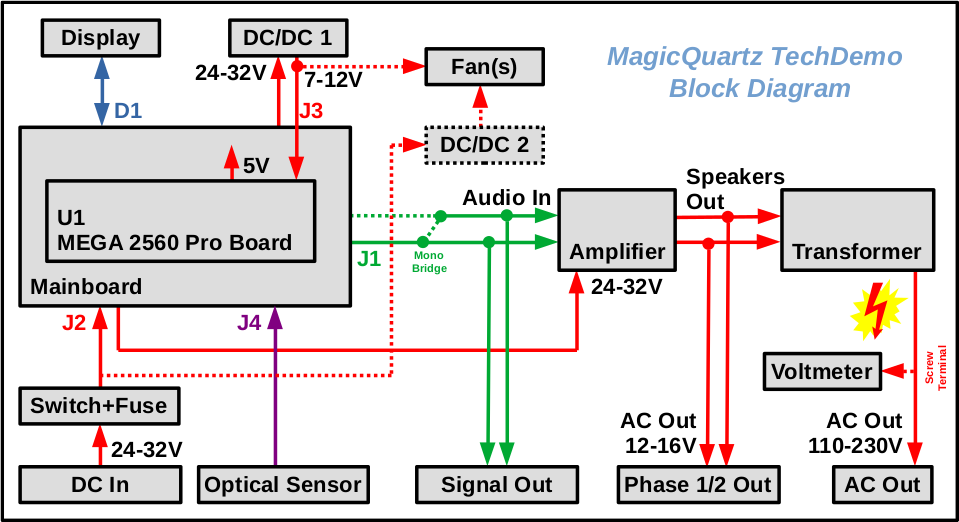 Display
DC/DC 1
MagicQuartz TechDemo
Block Diagram
24-32V
7-12V
Fan(s)
D1
J3
DC/DC 2
5V
U1
MEGA 2560 Pro Board
Mainboard
Audio In
Speakers
Out
J1
Mono
Bridge
Amplifier
24-32V
Transformer
J2
J4
Voltmeter
Screw
Terminal
Switch+Fuse
24-32V
AC Out
12-16V
AC Out
110-230V
DC In
Optical Sensor
Signal Out
Phase 1/2 Out
AC Out